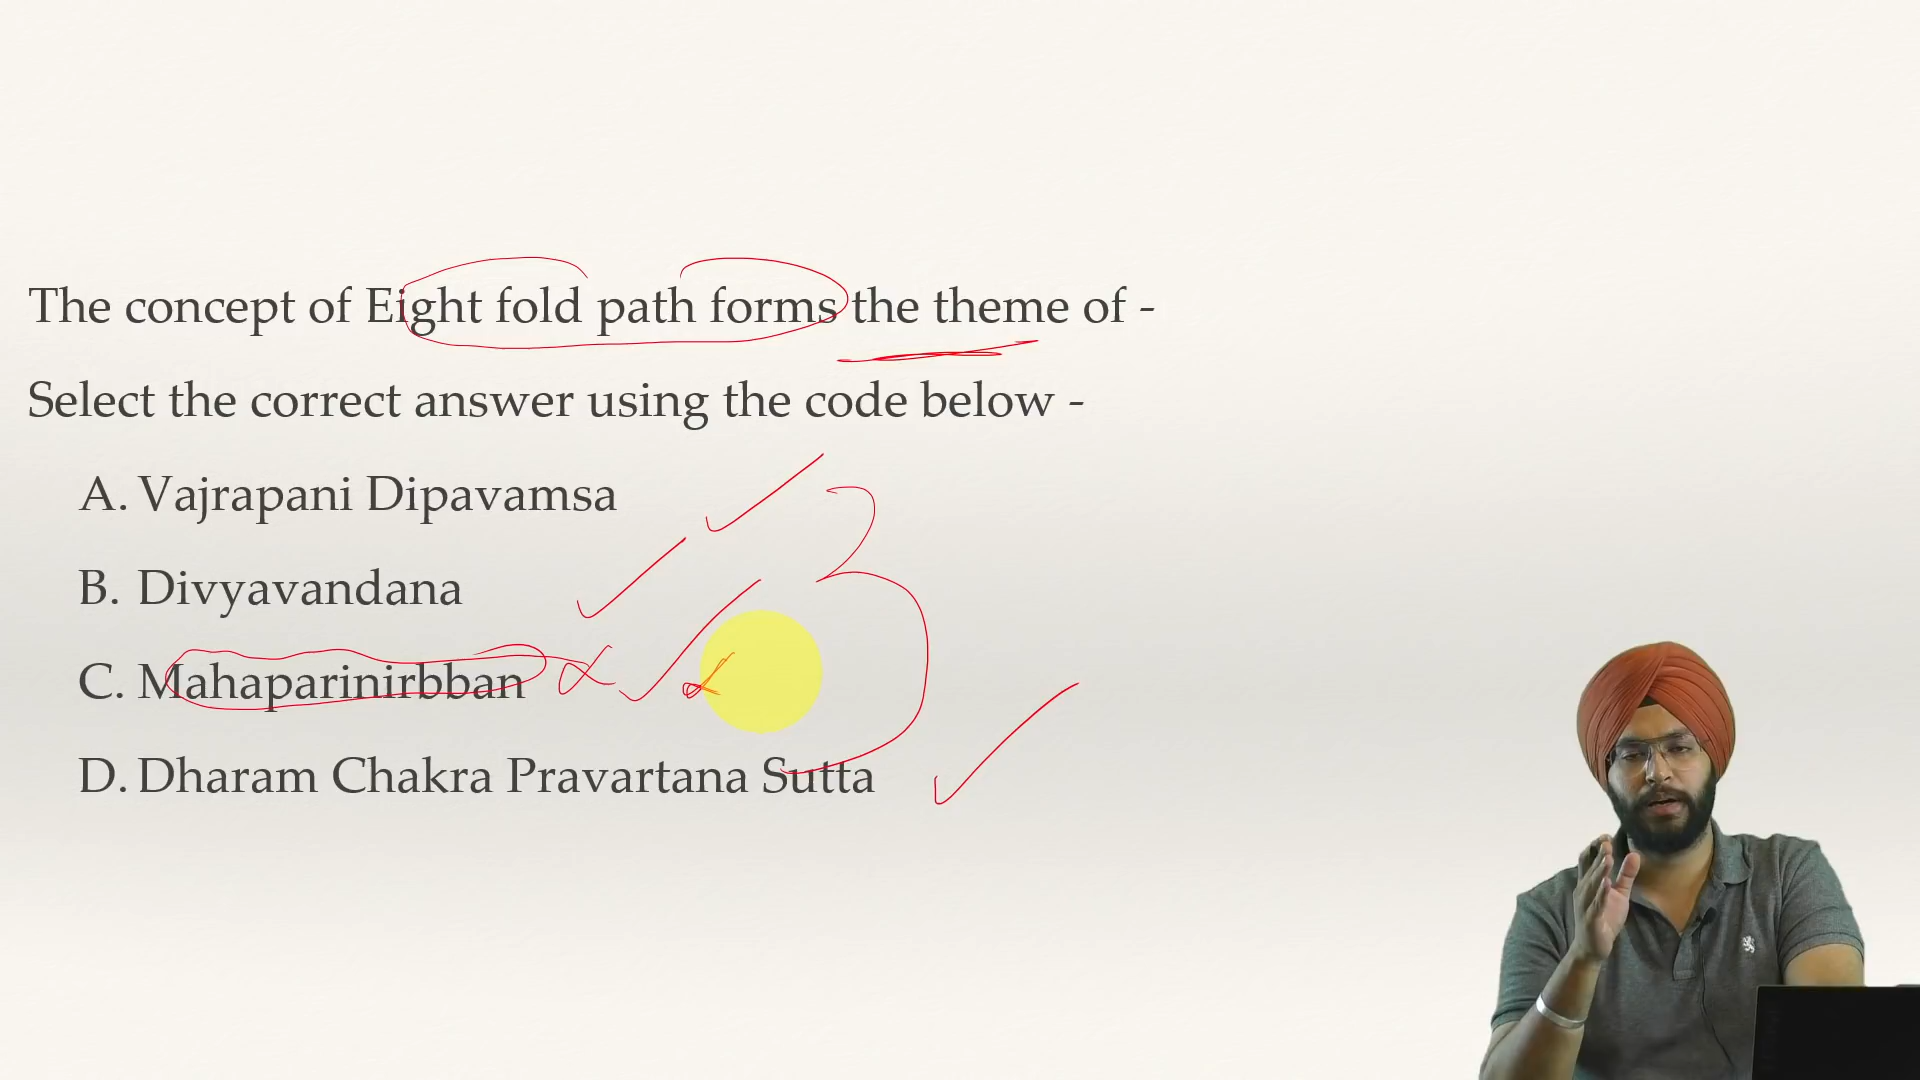 The concept of Eight fold path forms the theme of -
Select the correct answer using the code below -
A. Vajrapani Dipavamsa
B. Divyavandana
C. Mahaparinirbban
D. Dharam Chakra Pravartana Sutta